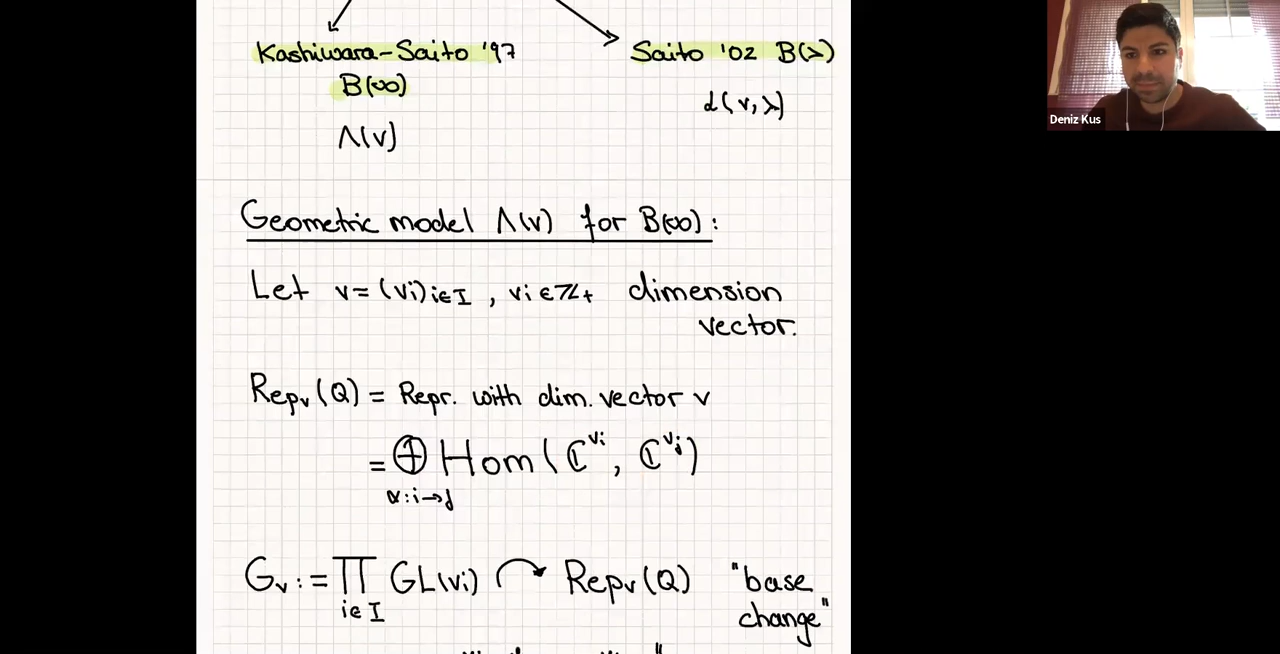 Kashiwara-Saito '97
Saito '02 B(λ)
B(∞)
d(v,λ)
Λ(v)
Deniz Kus
Geometric model Λ(v) for B(∞):
Let v=(vi)i∈I, vi∈ℤ+ dimension
vector.
Repv(Q) = Repr. with dim. vector v
= ⊕ Hom(ℂ^vi, ℂ^vj)
α:i→j
Gv := ∏ GL(vi) ↷ Repv(Q) "base
i∈I
change"